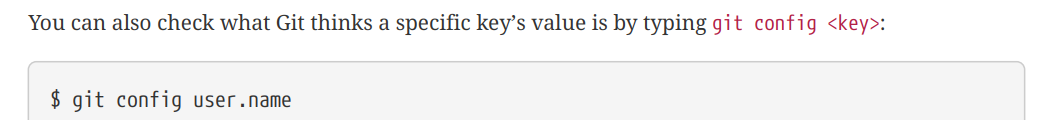 You can also check what Git thinks a specific key’s value is by typing git config <key>:
$ git config user.name